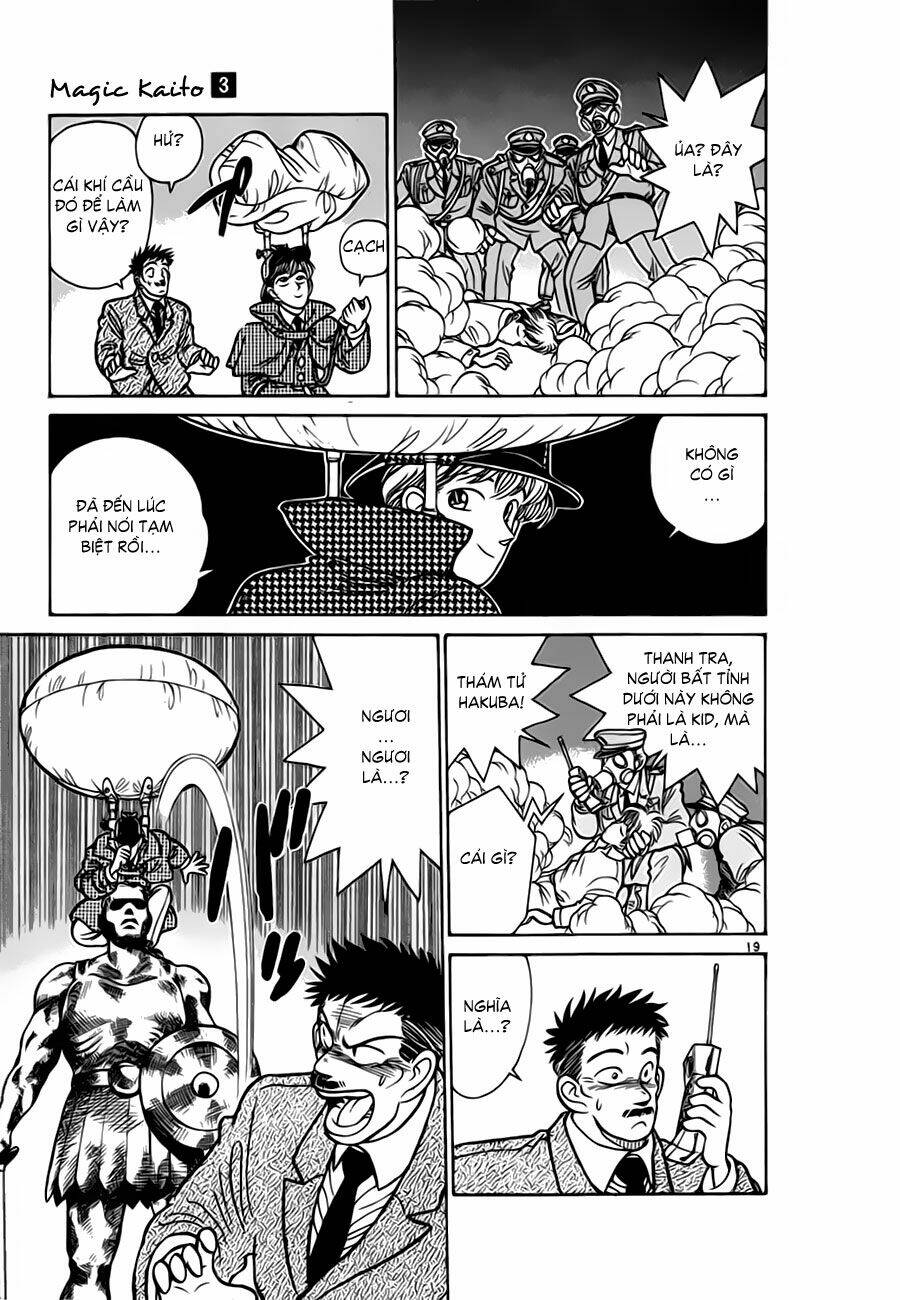 Magic Kaito 3
ỦA? ĐÂY
LÀ?
HỨ?
CÁI KHÍ CẦU
ĐÓ ĐỂ LÀM
GÌ VẬY?
CẠCH
KHÔNG
CÓ GÌ
...
ĐÃ ĐẾN LÚC
PHẢI NÓI TẠM
BIỆT RỒI...
THANH TRA,
NGƯỜI BẤT TỈNH
DƯỚI NÀY KHÔNG
PHẢI LÀ KID, MÀ
LÀ...
THÁM TỬ
HAKUBA!
CÁI GÌ?
19
NGHĨA
LÀ...?
NGƯƠI
...
NGƯƠI
LÀ...?